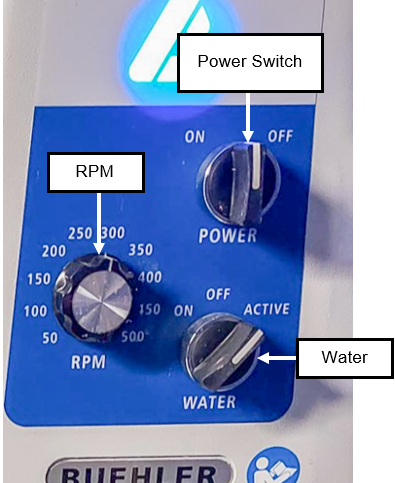 Power Switch
ON
OFF
RPM
POWER
250
300
200
350
150
400
100
450
50
500
RPM
OFF
ON
ACTIVE
Water
WATER
BUEHLER